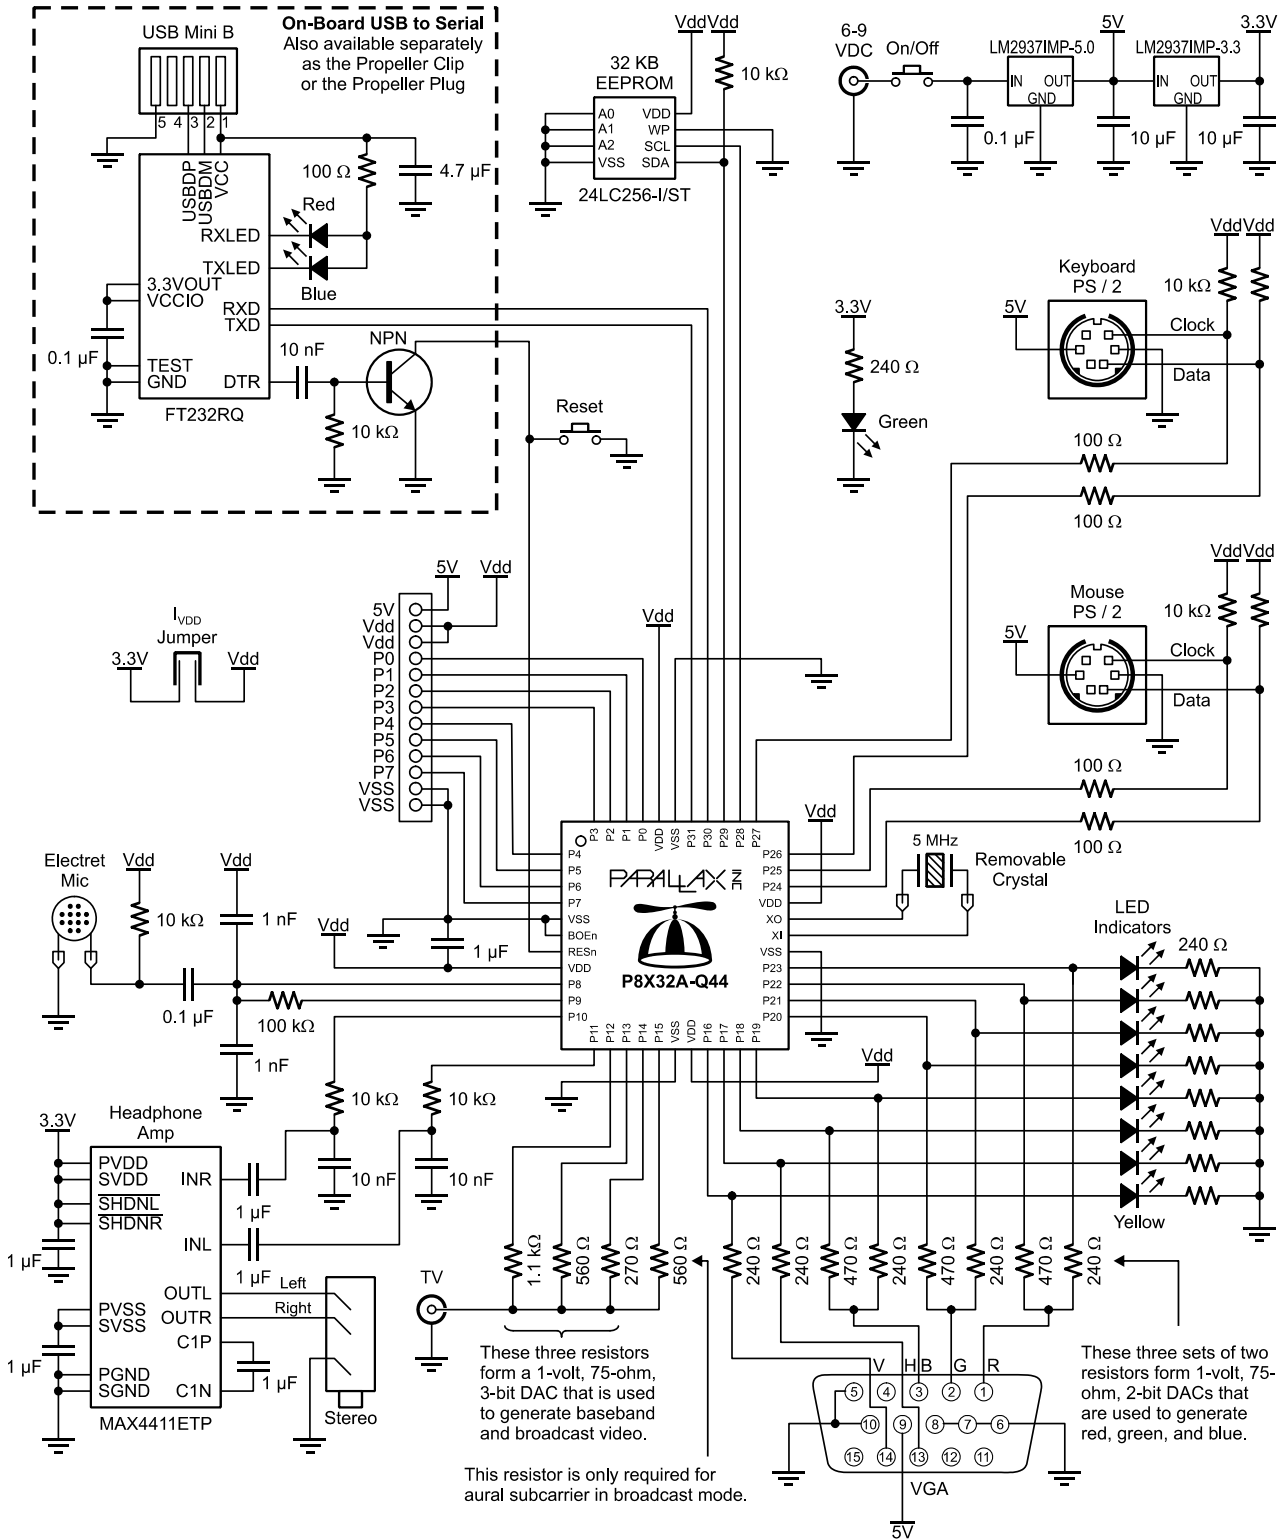 On-Board USB to Serial
Also available separately
as the Propeller Clip
or the Propeller Plug
USB Mini B
5 4 3 2 1
USBDP
USBDM
VCC
100 Ω
4.7 µF
Red
RXLED
TXLED
Blue
3.3VOUT
VCCIO
RXD
TXD
0.1 µF
10 nF
NPN
TEST
GND
DTR
FT232RQ
10 kΩ
Vdd Vdd
32 KB
EEPROM
10 kΩ
A0
A1
A2
VSS
VDD
WP
SCL
SDA
24LC256-I/ST
6-9
VDC
On/Off
5V
3.3V
LM2937IMP-5.0
LM2937IMP-3.3
IN
OUT
GND
IN
OUT
GND
0.1 µF
10 µF
10 µF
Reset
3.3V
240 Ω
Green
Vdd Vdd
Keyboard
PS / 2
10 kΩ
5V
Clock
Data
100 Ω
100 Ω
Vdd Vdd
Mouse
PS / 2
10 kΩ
5V
Clock
Data
100 Ω
100 Ω
IVDD
Jumper
3.3V
Vdd
5V
Vdd
5V
Vdd
Vdd
P0
P1
P2
P3
P4
P5
P6
P7
VSS
VSS
Vdd
Vdd
P3
P2
P1
P0
VDD
VSS
P31
P30
P29
P28
P27
P4
P5
P6
P7
VSS
BOEn
RESn
VDD
P8
P9
P10
P26
P25
P24
VDD
XO
XI
VSS
P23
P22
P21
P20
P11
P12
P13
P14
P15
VSS
VDD
P16
P17
P18
P19
PARALLAX INC
P8X32A-Q44
5 MHz
Removable
Crystal
Electret
Mic
Vdd
Vdd
10 kΩ
1 nF
Vdd
1 µF
0.1 µF
100 kΩ
1 nF
LED
Indicators
240 Ω
Yellow
Vdd
10 kΩ
10 kΩ
10 nF
10 nF
Headphone
Amp
3.3V
PVDD
SVDD
SHDNL
SHDNR
INR
INL
1 µF
1 µF
1 µF
OUTL
OUTR
C1P
C1N
PVSS
SVSS
PGND
SGND
1 µF
1 µF
Left
Right
MAX4411ETP
Stereo
TV
1.1 kΩ
560 Ω
270 Ω
560 Ω
240 Ω
240 Ω
470 Ω
240 Ω
470 Ω
240 Ω
470 Ω
240 Ω
These three resistors
form a 1-volt, 75-ohm,
3-bit DAC that is used
to generate baseband
and broadcast video.
This resistor is only required for
aural subcarrier in broadcast mode.
These three sets of two
resistors form 1-volt, 75-
ohm, 2-bit DACs that
are used to generate
red, green, and blue.
V H B G R
5 4 3 2 1
10 9 8 7 6
15 14 13 12 11
VGA
5V